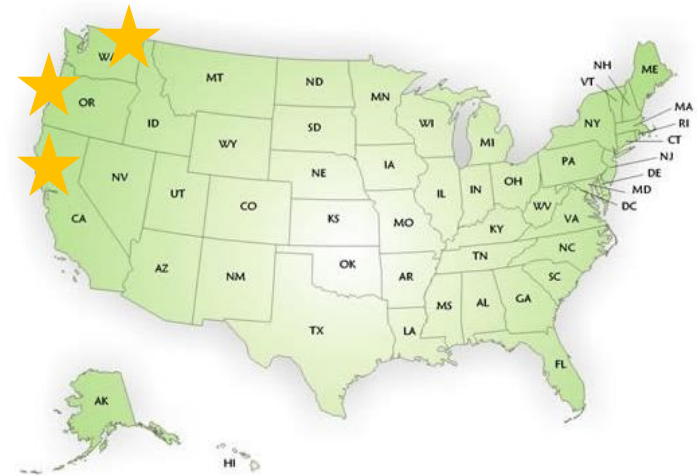 NH
ME
VT
WA
MT
ND
MN
OR
ID
SD
WI
MI
NY
MA
RI
CT
WY
NE
IA
PA
NJ
DE
MD
DC
NV
UT
CO
KS
MO
IL
IN
OH
WV
VA
KY
CA
AZ
NM
OK
AR
TN
NC
SC
TX
LA
MS
AL
GA
FL
AK
HI